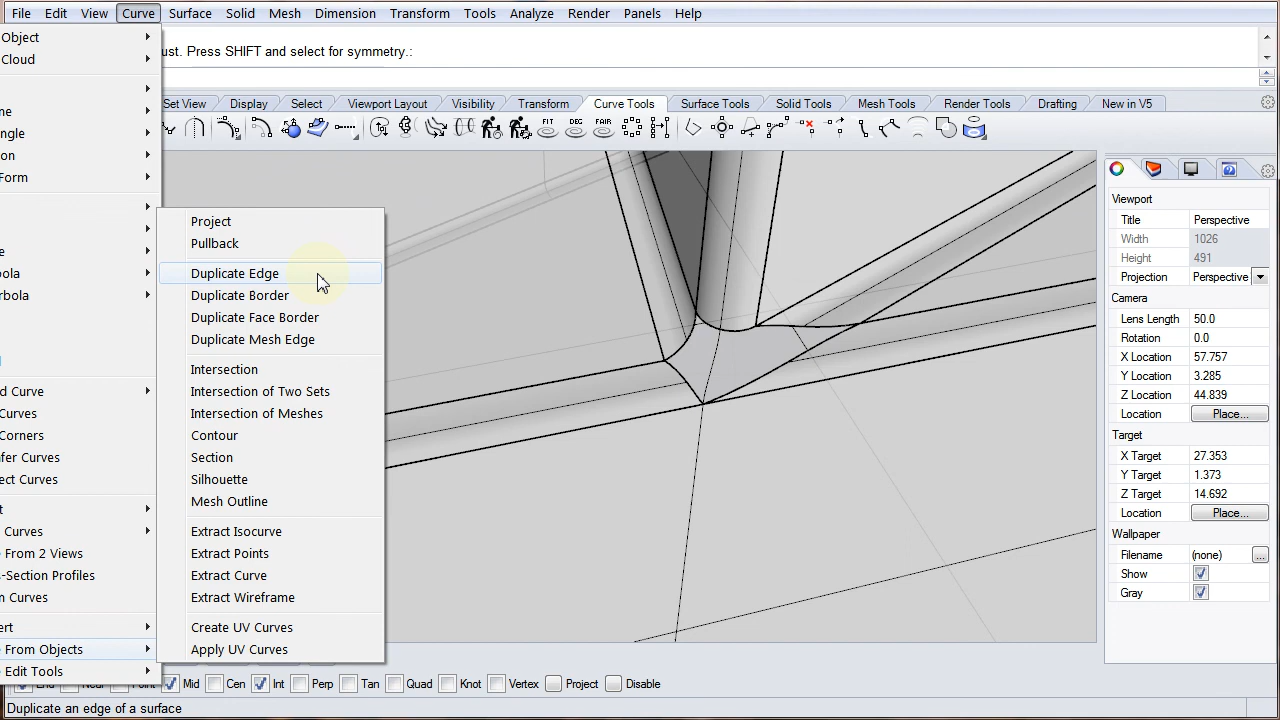 File Edit View Curve Surface Solid Mesh Dimension Transform Tools Analyze Render Panels Help
ust. Press SHIFT and select for symmetry.:
Set View Display Select Viewport Layout Visibility Transform Curve Tools Surface Tools Solid Tools Mesh Tools Render Tools Drafting New in V5
FIT DEG FAIR
Object
Cloud
ne
ngle
on
Form
e
bola
rbola
d Curve
Curves
Corners
fer Curves
ect Curves
t
Curves
From 2 Views
-Section Profiles
n Curves
ert
From Objects
Edit Tools
Project
Pullback
Duplicate Edge
Duplicate Border
Duplicate Face Border
Duplicate Mesh Edge
Intersection
Intersection of Two Sets
Intersection of Meshes
Contour
Section
Silhouette
Mesh Outline
Extract Isocurve
Extract Points
Extract Curve
Extract Wireframe
Create UV Curves
Apply UV Curves
Viewport
Title Perspective
Width 1026
Height 491
Projection Perspective
Camera
Lens Length 50.0
Rotation 0.0
X Location 57.757
Y Location 3.285
Z Location 44.839
Location Place...
Target
X Target 27.353
Y Target 1.373
Z Target 14.692
Location Place...
Wallpaper
Filename (none) ...
Show
Gray
Mid Cen Int Perp Tan Quad Knot Vertex Project Disable
Duplicate an edge of a surface